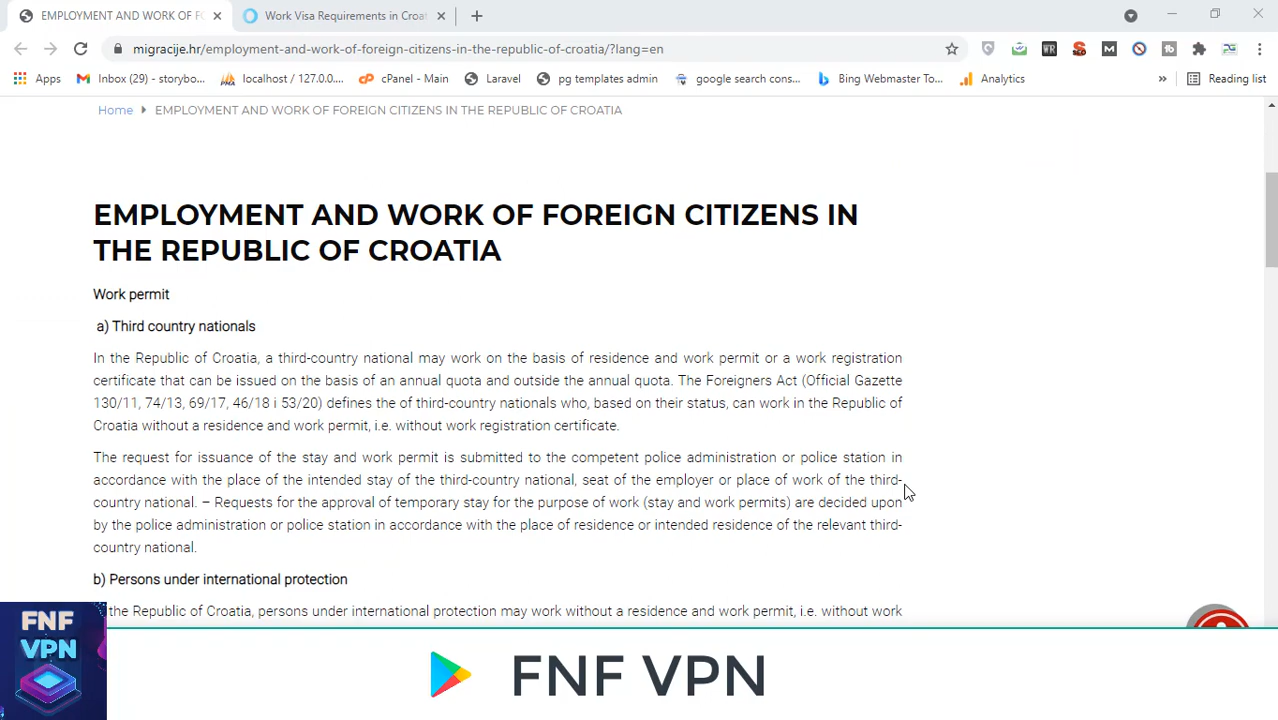 EMPLOYMENT AND WORK OF FO
Work Visa Requirements in Croat
migracije.hr/employment-and-work-of-foreign-citizens-in-the-republic-of-croatia/?lang=en
WR
Apps
Inbox (29) - storybo...
PMA
localhost / 127.0.0....
cPanel - Main
Laravel
pg templates admin
google search cons...
Bing Webmaster To...
Analytics
»
Reading list
Home
EMPLOYMENT AND WORK OF FOREIGN CITIZENS IN THE REPUBLIC OF CROATIA
EMPLOYMENT AND WORK OF FOREIGN CITIZENS IN
THE REPUBLIC OF CROATIA
Work permit
a) Third country nationals
In the Republic of Croatia, a third-country national may work on the basis of residence and work permit or a work registration
certificate that can be issued on the basis of an annual quota and outside the annual quota. The Foreigners Act (Official Gazette
130/11, 74/13, 69/17, 46/18 i 53/20) defines the of third-country nationals who, based on their status, can work in the Republic of
Croatia without a residence and work permit, i.e. without work registration certificate.
The request for issuance of the stay and work permit is submitted to the competent police administration or police station in
accordance with the place of the intended stay of the third-country national, seat of the employer or place of work of the third-
country national. – Requests for the approval of temporary stay for the purpose of work (stay and work permits) are decided upon
by the police administration or police station in accordance with the place of residence or intended residence of the relevant third-
country national.
b) Persons under international protection
the Republic of Croatia, persons under international protection may work without a residence and work permit, i.e. without work
FNF
VPN
FNF VPN